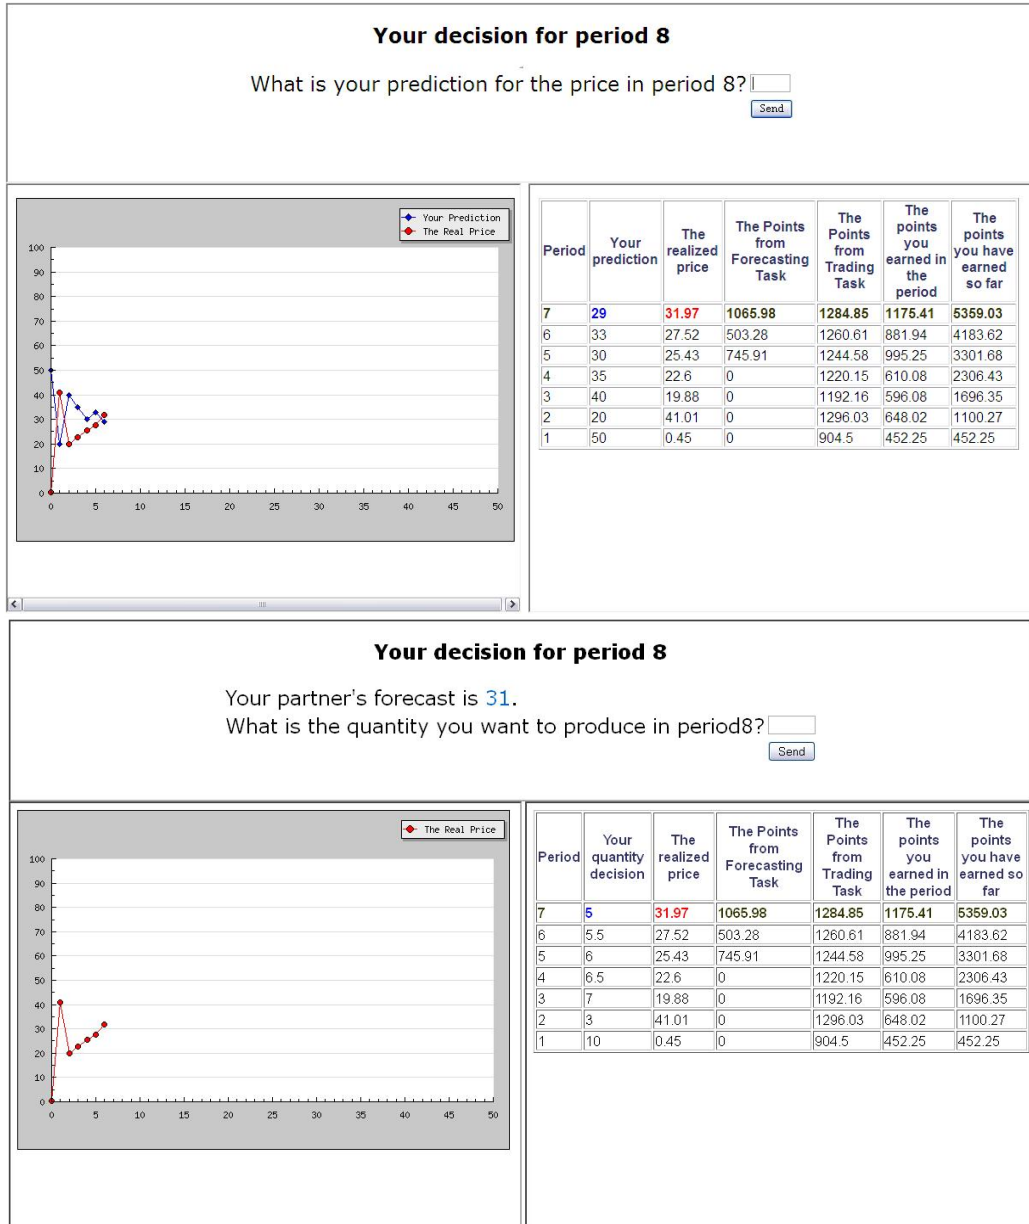 Your decision for period 8
What is your prediction for the price in period 8?
Send
Your Prediction
The Real Price
100
90
80
70
60
50
40
30
20
10
0
0 5 10 15 20 25 30 35 40 45 50
Period Your prediction The realized price The Points from Forecasting Task The Points from Trading Task The points you earned in the period The points you have earned so far
7 29 31.97 1065.98 1284.85 1175.41 5359.03
6 33 27.52 503.28 1260.61 881.94 4183.62
5 30 25.43 745.91 1244.58 995.25 3301.68
4 35 22.6 0 1220.15 610.08 2306.43
3 40 19.88 0 1192.16 596.08 1696.35
2 20 41.01 0 1296.03 648.02 1100.27
1 50 0.45 0 904.5 452.25 452.25
Your decision for period 8
Your partner's forecast is 31.
What is the quantity you want to produce in period8?
Send
The Real Price
100
90
80
70
60
50
40
30
20
10
0
0 5 10 15 20 25 30 35 40 45 50
Period Your quantity decision The realized price The Points from Forecasting Task The Points from Trading Task The points you earned in the period The points you have earned so far
7 5 31.97 1065.98 1284.85 1175.41 5359.03
6 5.5 27.52 503.28 1260.61 881.94 4183.62
5 6 25.43 745.91 1244.58 995.25 3301.68
4 6.5 22.6 0 1220.15 610.08 2306.43
3 7 19.88 0 1192.16 596.08 1696.35
2 3 41.01 0 1296.03 648.02 1100.27
1 10 0.45 0 904.5 452.25 452.25